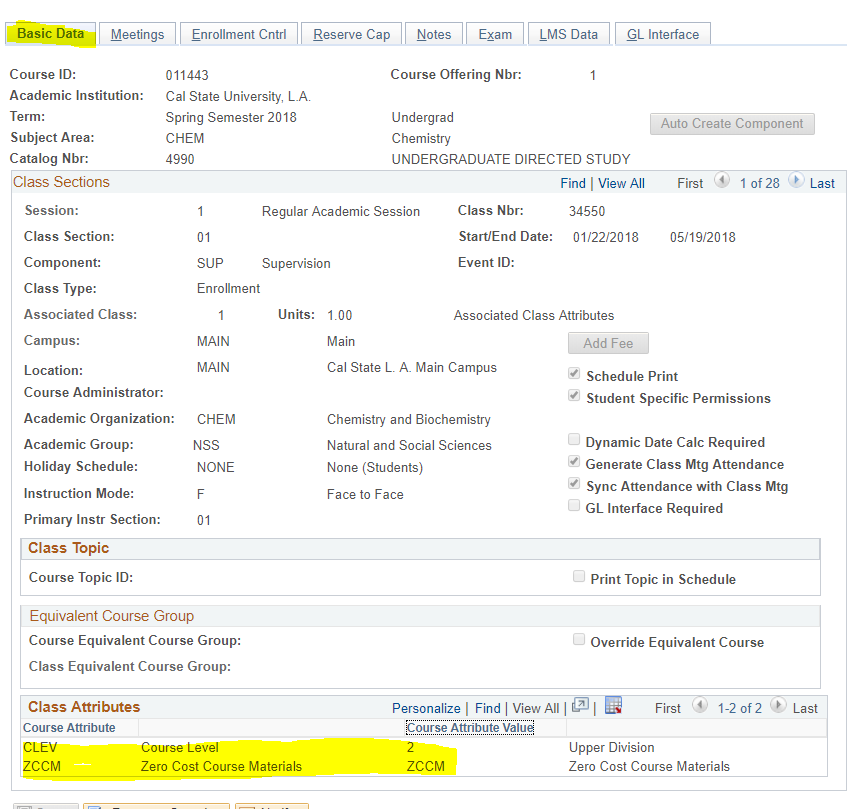 Basic Data Meetings Enrollment Cntrl Reserve Cap Notes Exam LMS Data GL Interface
Course ID: 011443 Course Offering Nbr: 1
Academic Institution: Cal State University, L.A.
Term: Spring Semester 2018 Undergrad Auto Create Component
Subject Area: CHEM Chemistry
Catalog Nbr: 4990 UNDERGRADUATE DIRECTED STUDY
Class Sections Find | View All First 1 of 28 Last
Session: 1 Regular Academic Session Class Nbr: 34550
Class Section: 01 Start/End Date: 01/22/2018 05/19/2018
Component: SUP Supervision Event ID:
Class Type: Enrollment
Associated Class: 1 Units: 1.00 Associated Class Attributes
Campus: MAIN Main Add Fee
Location: MAIN Cal State L. A. Main Campus Schedule Print
Course Administrator: Student Specific Permissions
Academic Organization: CHEM Chemistry and Biochemistry
Academic Group: NSS Natural and Social Sciences Dynamic Date Calc Required
Holiday Schedule: NONE None (Students) Generate Class Mtg Attendance
Instruction Mode: F Face to Face Sync Attendance with Class Mtg
Primary Instr Section: 01 GL Interface Required
Class Topic
Course Topic ID: Print Topic in Schedule
Equivalent Course Group
Course Equivalent Course Group: Override Equivalent Course
Class Equivalent Course Group:
Class Attributes Personalize | Find | View All | | First 1-2 of 2 Last
Course Attribute Course Attribute Value
CLEV Course Level 2 Upper Division
ZCCM Zero Cost Course Materials ZCCM Zero Cost Course Materials